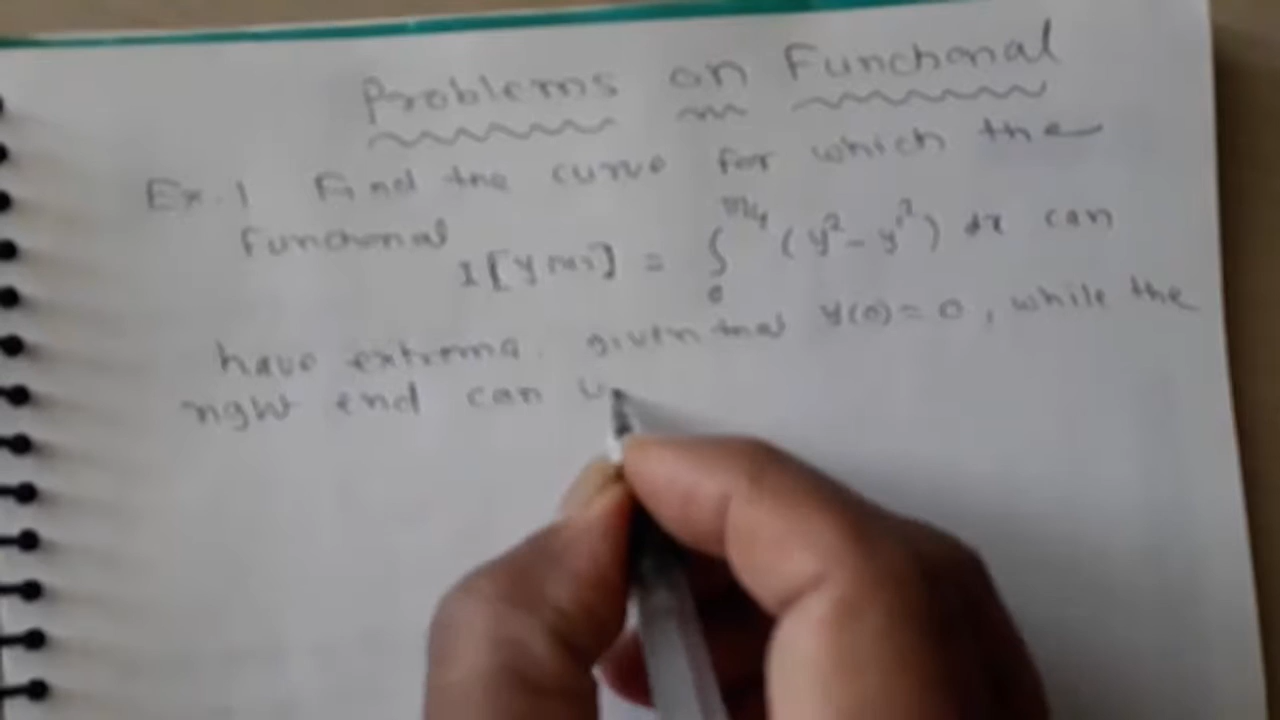 Problems on Functional
Ex.1 Find the curve for which the
functional
I[y(x)] = ∫₀^{π/4} (y² - y'²) dx can
have extrema. given that y(0) = 0, while the
right end can